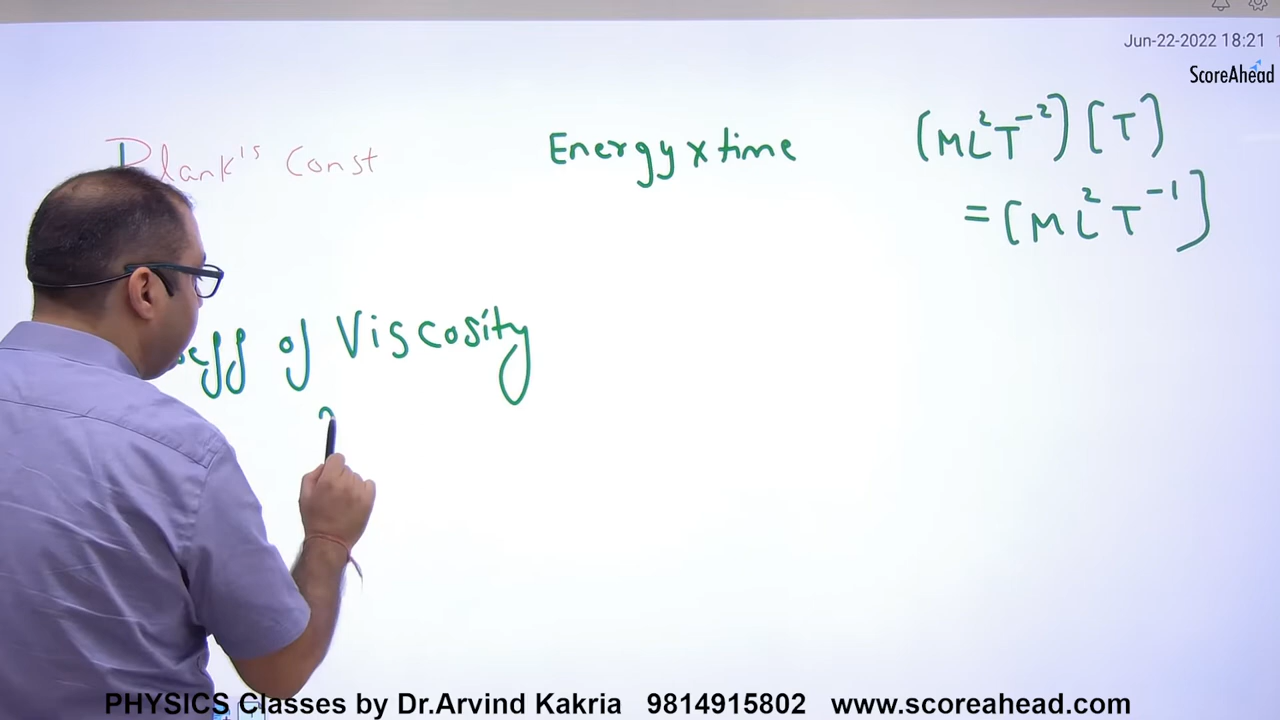 Jun-22-2022 18:21
ScoreAhead
Plank's Const
Energy x time
(ML²T⁻²) [T]
= [ML²T⁻¹]
of Viscosity
PHYSICS Classes by Dr.Arvind Kakria 9814915802 www.scoreahead.com